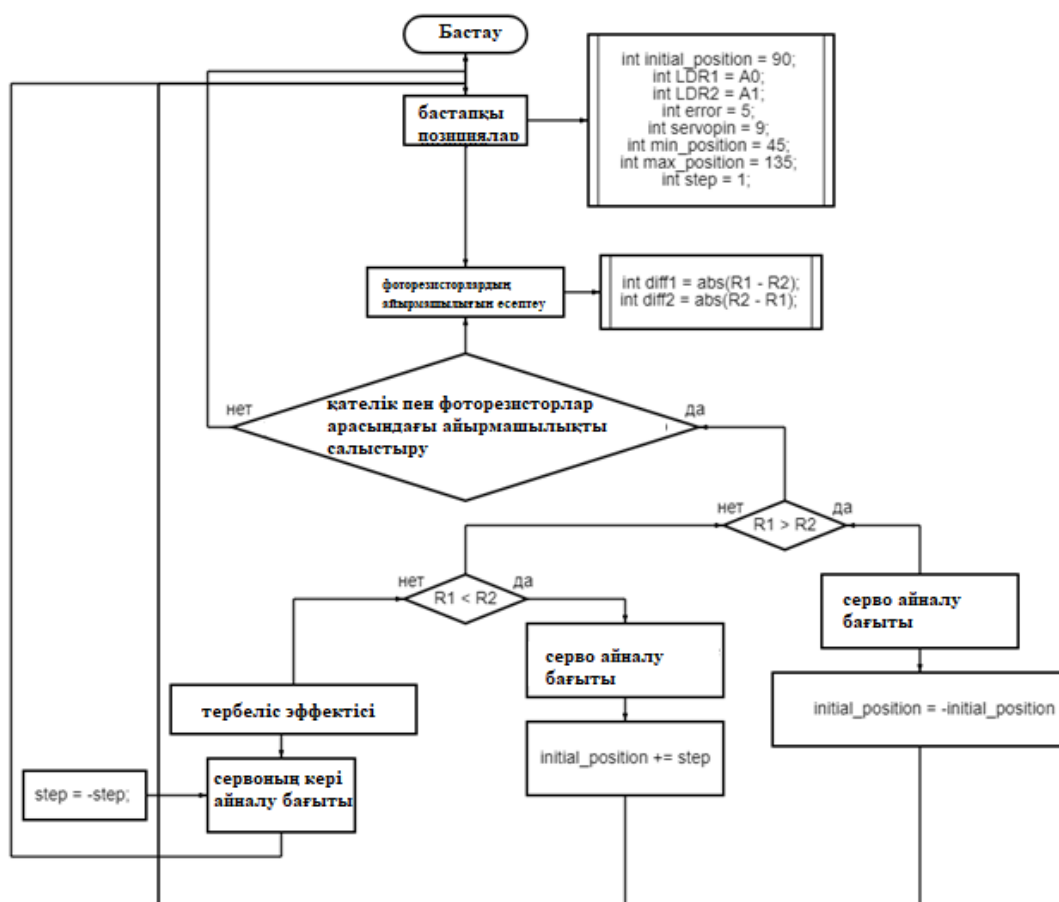 Бастау
бастапқы
позициялар
int initial_position = 90;
int LDR1 = A0;
int LDR2 = A1;
int error = 5;
int servopin = 9;
int min_position = 45;
int max_position = 135;
int step = 1;
фоторезисторлардың
айырмашылығын есептеу
int diff1 = abs(R1 - R2);
int diff2 = abs(R2 - R1);
нет
қателік пен фоторезисторлар
арасындағы айырмашылықты
салыстыру
да
нет
R1 > R2
да
нет
R1 < R2
да
серво айналу
бағыты
серво айналу
бағыты
initial_position = -initial_position
тербеліс эффектісі
initial_position += step
step = -step;
сервоның кері
айналу бағыты